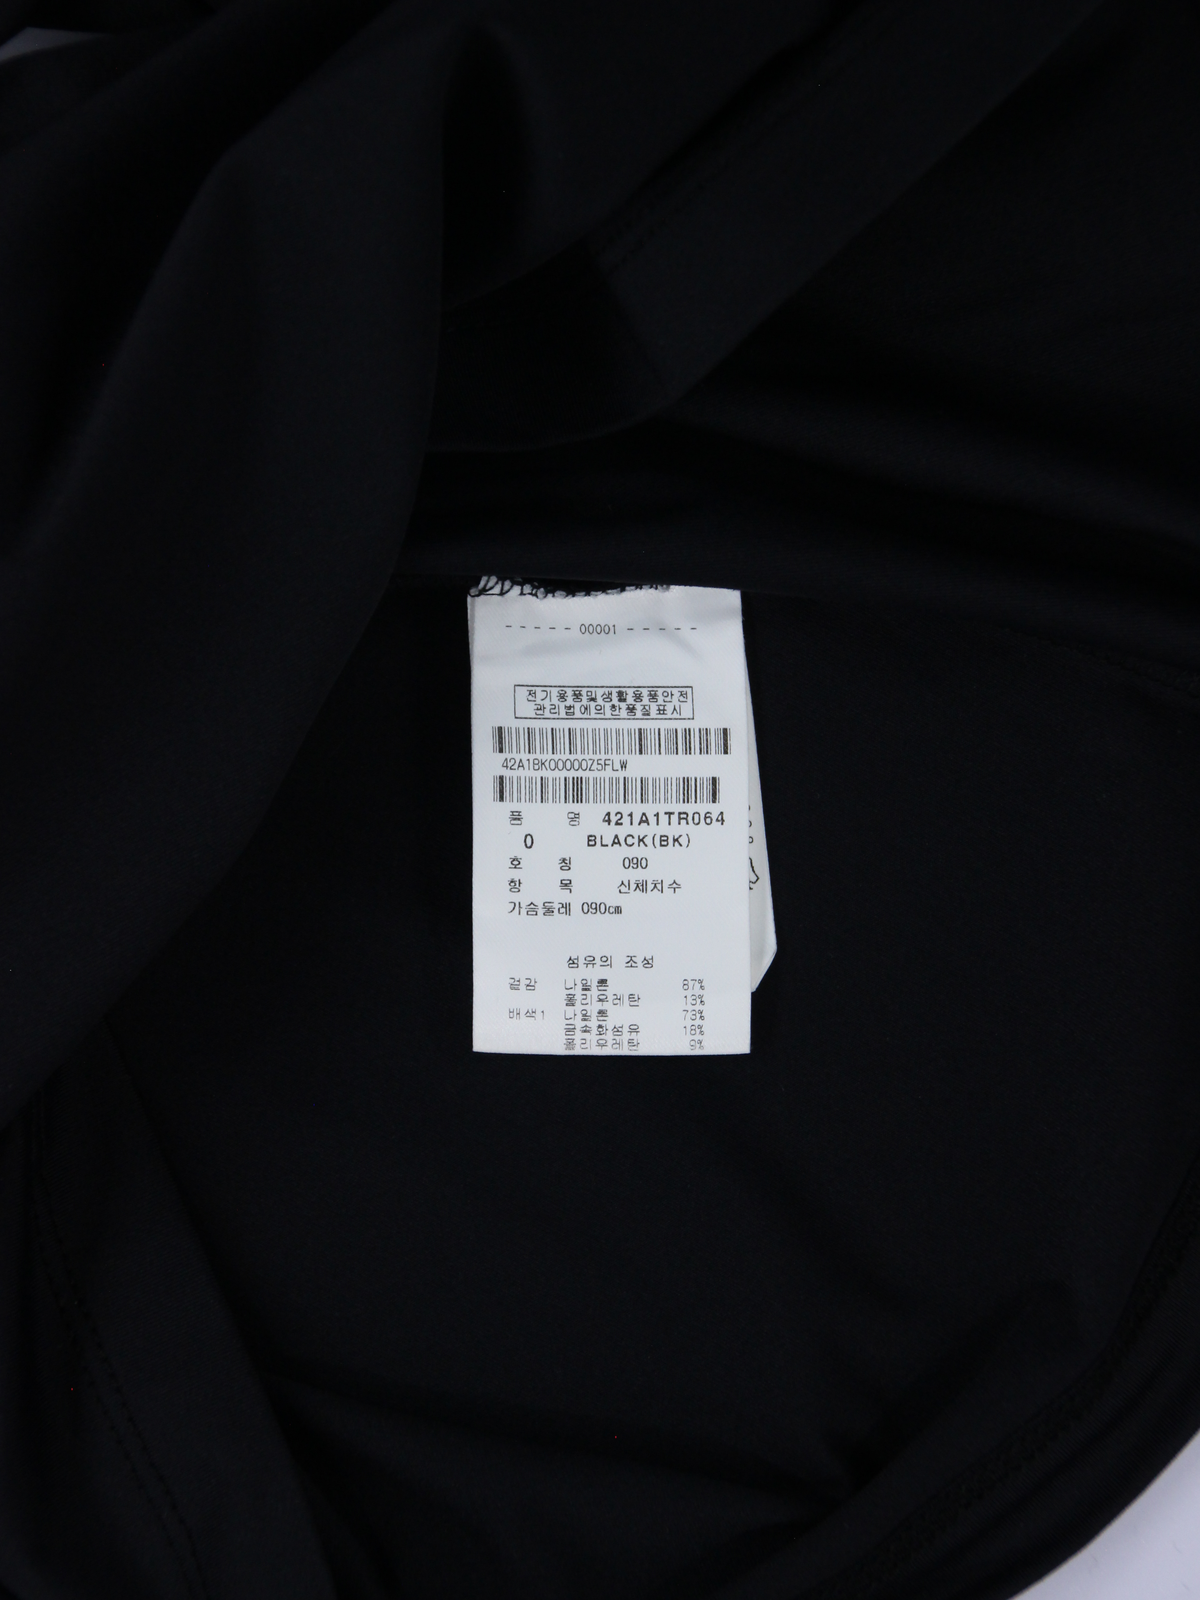 - - - - - 00001 - - - - -
전기용품및생활용품안전
관리법에의한품질표시
42A1BK00000Z5FLW
품 명 421A1TR064
0 BLACK(BK)
호 칭 090
항 목 신체치수
가슴둘레 090cm
섬유의 조성
겉감 나일론 87%
폴리우레탄 13%
배색1 나일론 73%
금속화섬유 18%
폴리우레탄 9%